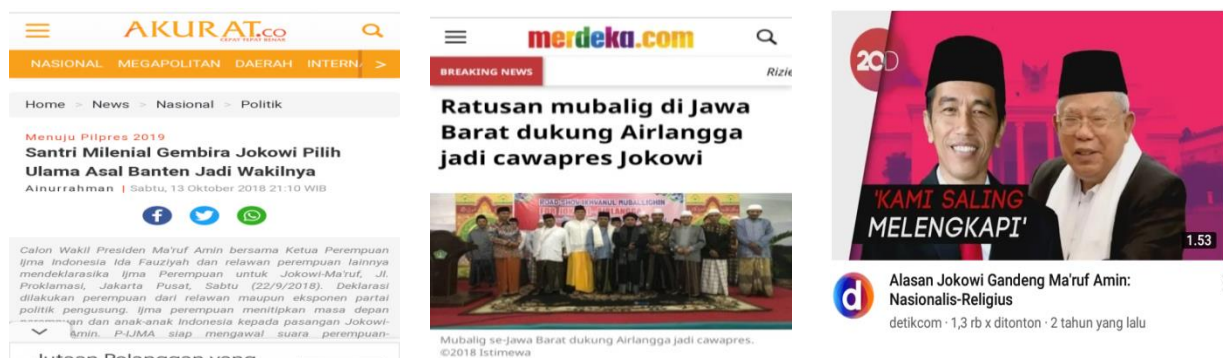 AKURAT.co
CEPAT TEPAT BENAR
NASIONAL MEGAPOLITAN DAERAH INTERN >
Home > News > Nasional > Politik
Menuju Pilpres 2019
Santri Milenial Gembira Jokowi Pilih
Ulama Asal Banten Jadi Wakilnya
Ainurrahman | Sabtu, 13 Oktober 2018 21:10 WIB
Calon Wakil Presiden Ma'ruf Amin bersama Ketua Perempuan
Ijma Indonesia Ida Fauziyah dan relawan perempuan lainnya
mendeklarasika Ijma Perempuan untuk Jokowi-Ma'ruf, Jl.
Proklamasi, Jakarta Pusat, Sabtu (22/9/2018). Deklarasi
dilakukan perempuan dari relawan maupun eksponen partai
politik pengusung. Ijma perempuan menitipkan masa depan
dan anak-anak Indonesia kepada pasangan Jokowi-
Amin. P-IJMA siap mengawal suara perempuan-
merdeka.com
BREAKING NEWS
Rizie
Ratusan mubalig di Jawa
Barat dukung Airlangga
jadi cawapres Jokowi
Mubalig se-Jawa Barat dukung Airlangga jadi cawapres.
©2018 Istimewa
20D
'KAMI SALING
MELENGKAPI'
1.53
Alasan Jokowi Gandeng Ma'ruf Amin:
Nasionalis-Religius
detikcom · 1,3 rb x ditonton · 2 tahun yang lalu